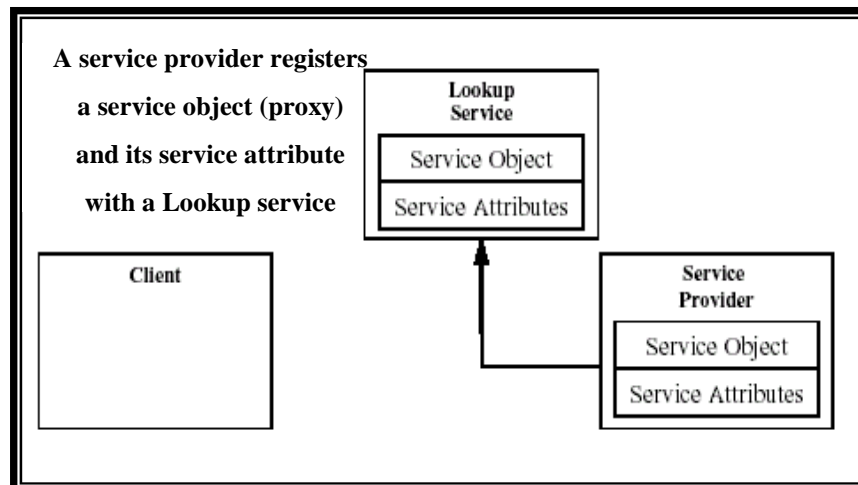 A service provider registers
a service object (proxy)
and its service attribute
with a Lookup service
Lookup
Service
Service Object
Service Attributes
Client
Service
Provider
Service Object
Service Attributes